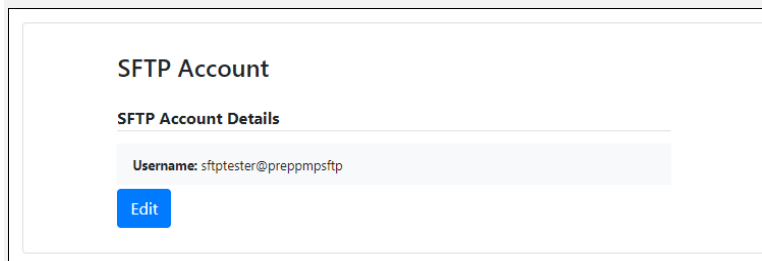 SFTP Account
SFTP Account Details
Username: sftptester@preppmpsftp
Edit